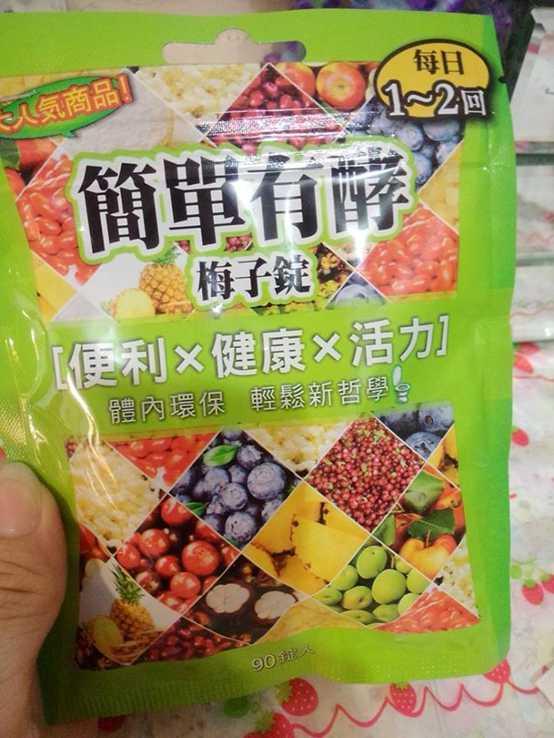 大人気商品!
每日
1~2回
簡單有酵
梅子錠
[便利×健康×活力]
體內環保 輕鬆新哲學
90錠入